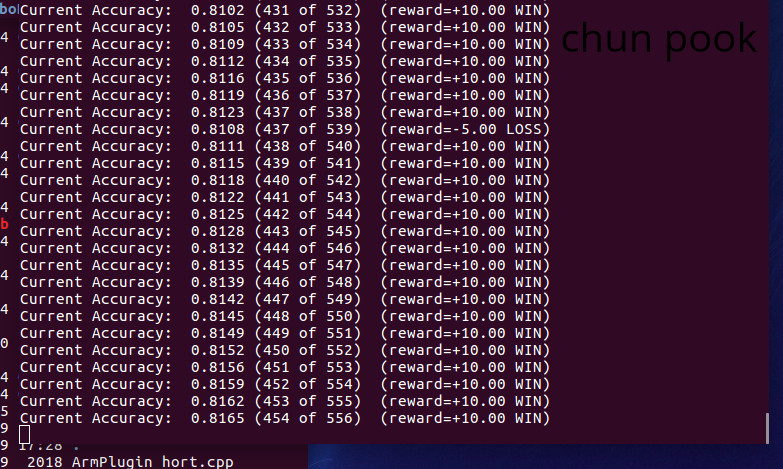 bol
Current Accuracy:  0.8102 (431 of 532)  (reward=+10.00 WIN)
Current Accuracy:  0.8105 (432 of 533)  (reward=+10.00 WIN)
chun pook
4
Current Accuracy:  0.8109 (433 of 534)  (reward=+10.00 WIN)
Current Accuracy:  0.8112 (434 of 535)  (reward=+10.00 WIN)
4
Current Accuracy:  0.8116 (435 of 536)  (reward=+10.00 WIN)
4
Current Accuracy:  0.8119 (436 of 537)  (reward=+10.00 WIN)
Current Accuracy:  0.8123 (437 of 538)  (reward=+10.00 WIN)
4
Current Accuracy:  0.8108 (437 of 539)  (reward=-5.00 LOSS)
Current Accuracy:  0.8111 (438 of 540)  (reward=+10.00 WIN)
4
Current Accuracy:  0.8115 (439 of 541)  (reward=+10.00 WIN)
4
Current Accuracy:  0.8118 (440 of 542)  (reward=+10.00 WIN)
Current Accuracy:  0.8122 (441 of 543)  (reward=+10.00 WIN)
4
Current Accuracy:  0.8125 (442 of 544)  (reward=+10.00 WIN)
b
Current Accuracy:  0.8128 (443 of 545)  (reward=+10.00 WIN)
4
Current Accuracy:  0.8132 (444 of 546)  (reward=+10.00 WIN)
Current Accuracy:  0.8135 (445 of 547)  (reward=+10.00 WIN)
4
Current Accuracy:  0.8139 (446 of 548)  (reward=+10.00 WIN)
Current Accuracy:  0.8142 (447 of 549)  (reward=+10.00 WIN)
4
Current Accuracy:  0.8145 (448 of 550)  (reward=+10.00 WIN)
Current Accuracy:  0.8149 (449 of 551)  (reward=+10.00 WIN)
0
Current Accuracy:  0.8152 (450 of 552)  (reward=+10.00 WIN)
Current Accuracy:  0.8156 (451 of 553)  (reward=+10.00 WIN)
4
Current Accuracy:  0.8159 (452 of 554)  (reward=+10.00 WIN)
4
Current Accuracy:  0.8162 (453 of 555)  (reward=+10.00 WIN)
5
Current Accuracy:  0.8165 (454 of 556)  (reward=+10.00 WIN)
9
9 17:28 .
9  2018 ArmPlugin hort.cpp